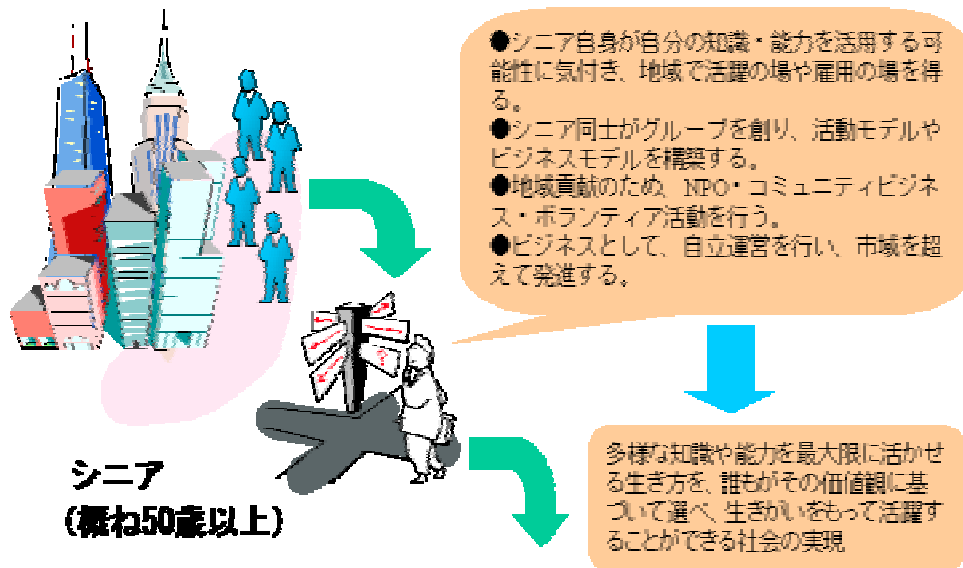 ●シニア自身が自分の知識・能力を活用する可
能性に気付き、地域で活躍の場や雇用の場を得
る。
●シニア同士がグループを創り、活動モデルや
ビジネスモデルを構築する。
●地域貢献のため、NPO・コミュニティビジネ
ス・ボランティア活動を行う。
●ビジネスとして、自立運営を行い、市域を超
えて発進する。
シニア
（概ね50歳以上）
多様な知識や能力を最大限に活かせ
る生き方を、誰もがその価値観に基
づいて選べ、生きがいをもって活躍す
ることができる社会の実現